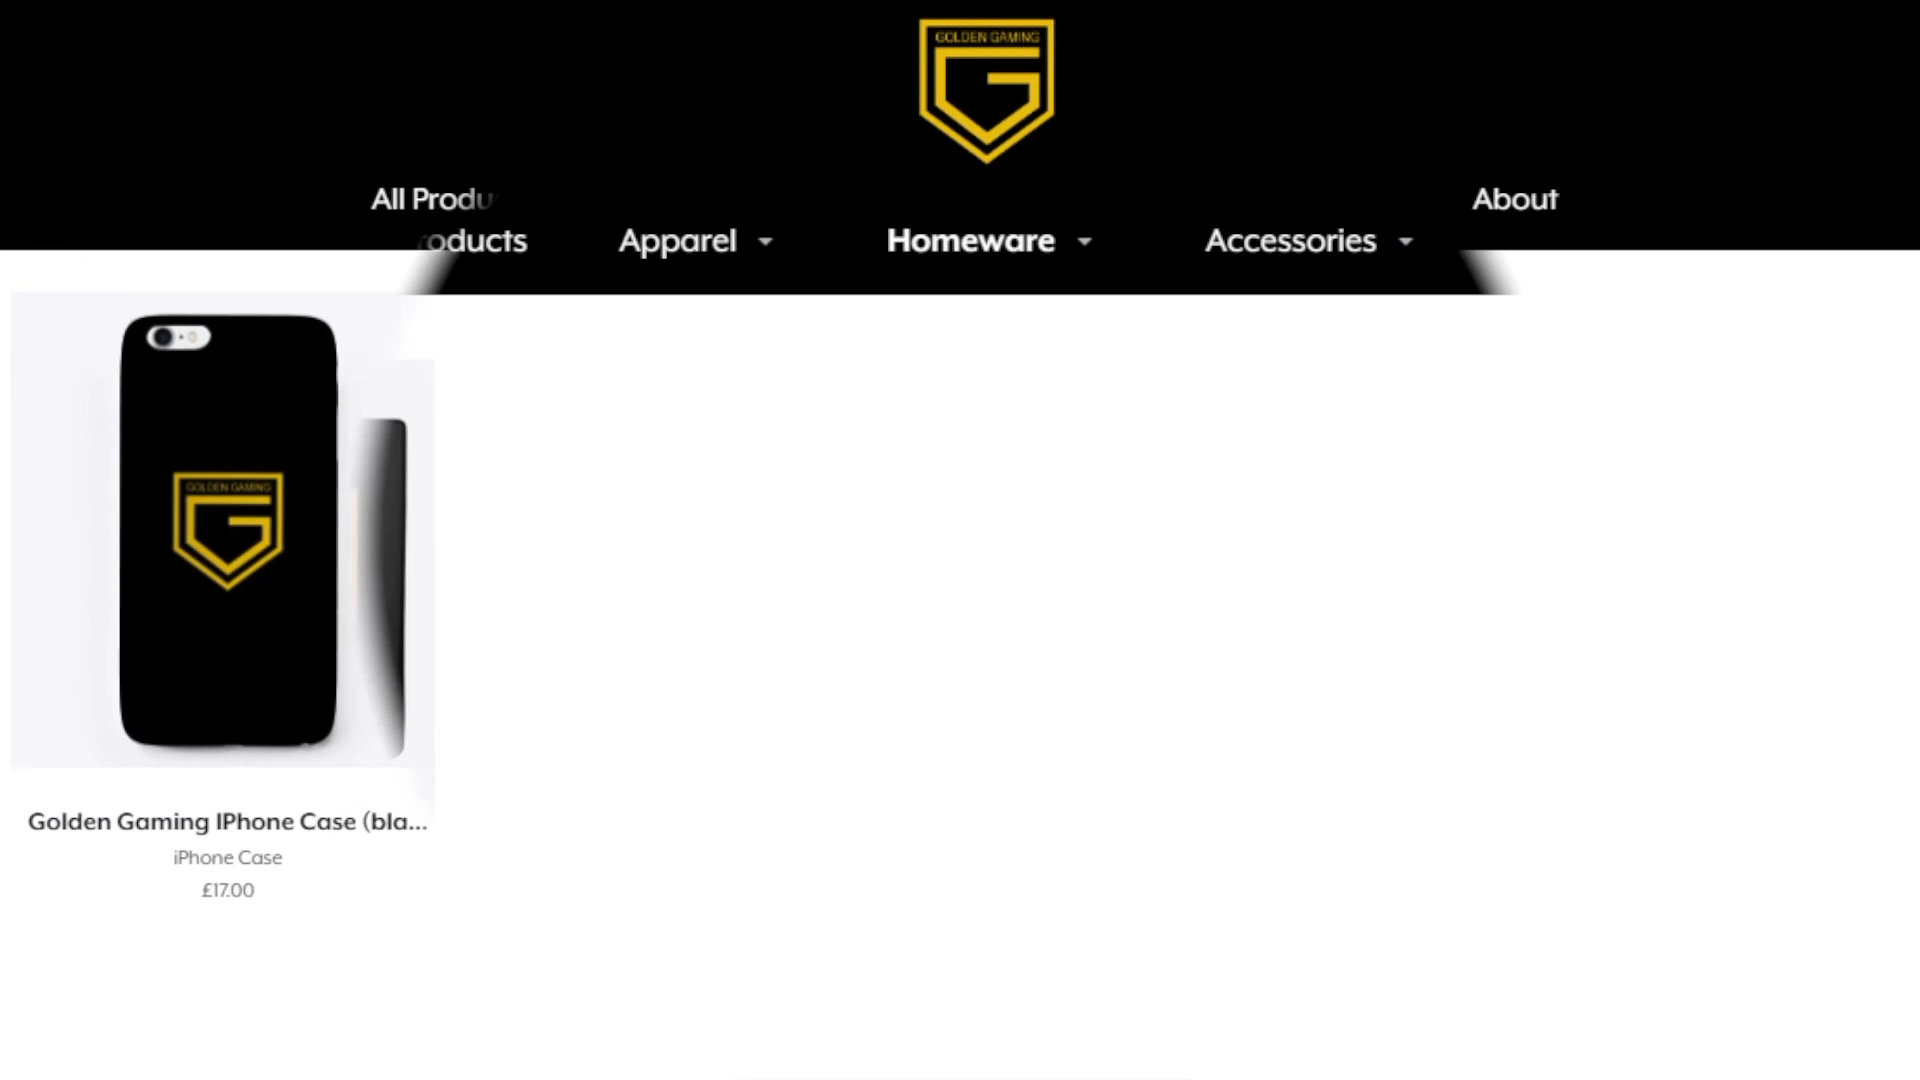 GOLDEN GAMING
All Produ
About
oducts Apparel Homeware Accessories
GOLDEN GAMING
Golden Gaming IPhone Case (bla...
iPhone Case
£17.00